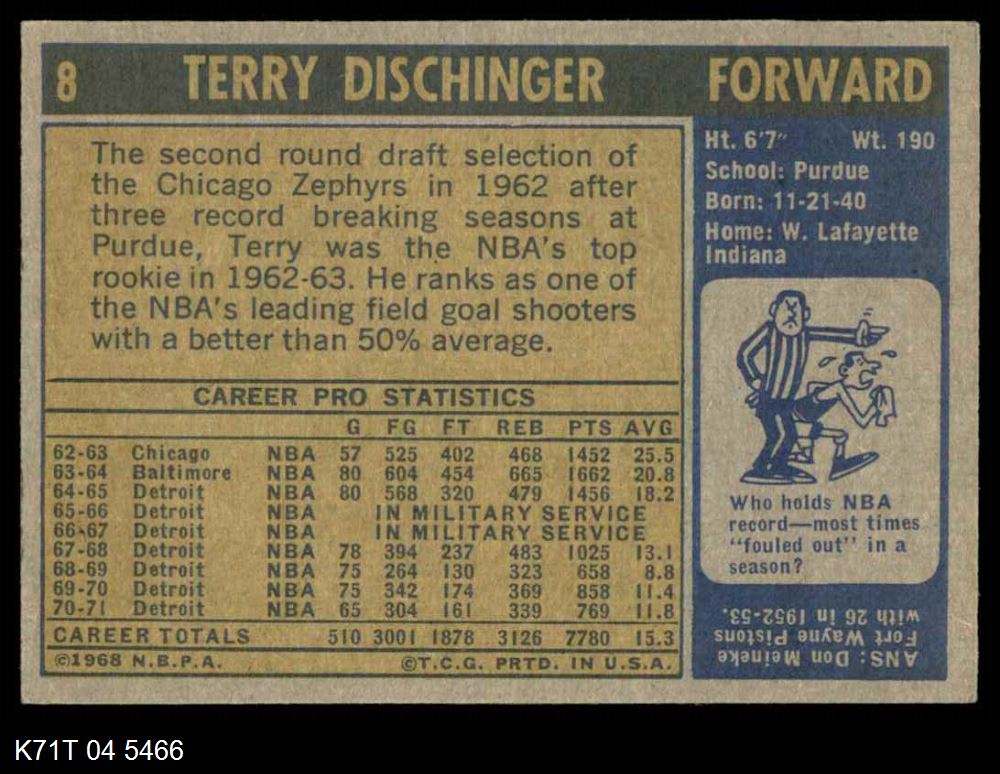 8 TERRY DISCHINGER FORWARD
The second round draft selection of
the Chicago Zephyrs in 1962 after
three record breaking seasons at
Purdue, Terry was the NBA's top
rookie in 1962-63. He ranks as one of
the NBA's leading field goal shooters
with a better than 50% average.
CAREER PRO STATISTICS
G FG FT REB PTS AVG
62-63 Chicago NBA 57 525 402 468 1452 25.5
63-64 Baltimore NBA 80 604 454 665 1662 20.8
64-65 Detroit NBA 80 568 320 479 1456 18.2
65-66 Detroit NBA IN MILITARY SERVICE
66-67 Detroit NBA IN MILITARY SERVICE
67-68 Detroit NBA 78 394 237 483 1025 13.1
68-69 Detroit NBA 75 264 130 323 658 8.8
69-70 Detroit NBA 75 342 174 369 858 11.4
70-71 Detroit NBA 65 304 161 339 769 11.8
CAREER TOTALS 510 3001 1878 3126 7780 15.3
©1968 N.B.P.A. ©T.C.G. PRTD. IN U.S.A.
Ht. 6'7" Wt. 190
School: Purdue
Born: 11-21-40
Home: W. Lafayette
Indiana
Who holds NBA
record—most times
"fouled out" in a
season?
ANS: Don Meineke
Fort Wayne Pistons
with 26 in 1952-53.
K71T 04 5466